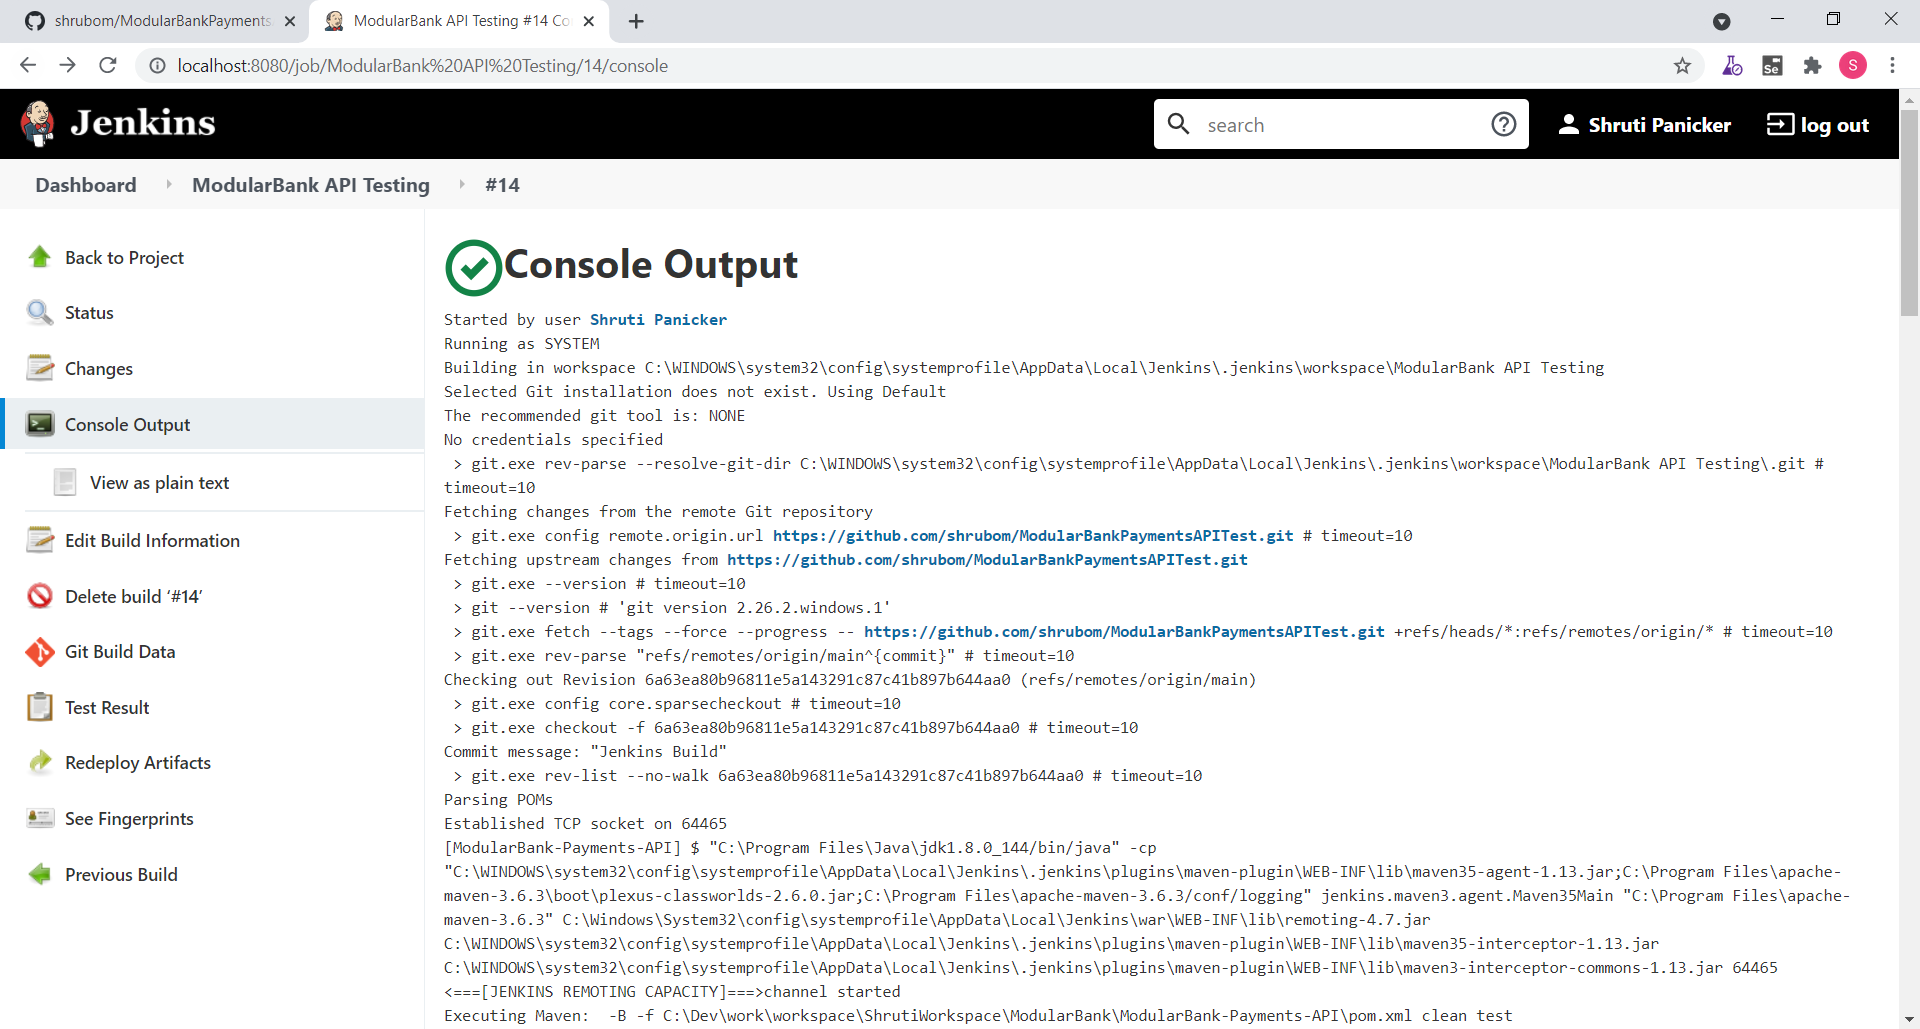 shrubom/ModularBankPayments
ModularBank API Testing #14 Co
localhost:8080/job/ModularBank%20API%20Testing/14/console
Se
S
Jenkins
search
Shruti Panicker
log out
Dashboard
ModularBank API Testing
#14
Back to Project
Status
Changes
Console Output
View as plain text
Edit Build Information
Delete build ‘#14’
Git Build Data
Test Result
Redeploy Artifacts
See Fingerprints
Previous Build
Console Output
Started by user Shruti Panicker
Running as SYSTEM
Building in workspace C:\WINDOWS\system32\config\systemprofile\AppData\Local\Jenkins\.jenkins\workspace\ModularBank API Testing
Selected Git installation does not exist. Using Default
The recommended git tool is: NONE
No credentials specified
> git.exe rev-parse --resolve-git-dir C:\WINDOWS\system32\config\systemprofile\AppData\Local\Jenkins\.jenkins\workspace\ModularBank API Testing\.git #
timeout=10
Fetching changes from the remote Git repository
> git.exe config remote.origin.url https://github.com/shrubom/ModularBankPaymentsAPITest.git # timeout=10
Fetching upstream changes from https://github.com/shrubom/ModularBankPaymentsAPITest.git
> git.exe --version # timeout=10
> git --version # 'git version 2.26.2.windows.1'
> git.exe fetch --tags --force --progress -- https://github.com/shrubom/ModularBankPaymentsAPITest.git +refs/heads/*:refs/remotes/origin/* # timeout=10
> git.exe rev-parse "refs/remotes/origin/main^{commit}" # timeout=10
Checking out Revision 6a63ea80b96811e5a143291c87c41b897b644aa0 (refs/remotes/origin/main)
> git.exe config core.sparsecheckout # timeout=10
> git.exe checkout -f 6a63ea80b96811e5a143291c87c41b897b644aa0 # timeout=10
Commit message: "Jenkins Build"
> git.exe rev-list --no-walk 6a63ea80b96811e5a143291c87c41b897b644aa0 # timeout=10
Parsing POMs
Established TCP socket on 64465
[ModularBank-Payments-API] $ "C:\Program Files\Java\jdk1.8.0_144/bin/java" -cp
"C:\WINDOWS\system32\config\systemprofile\AppData\Local\Jenkins\.jenkins\plugins\maven-plugin\WEB-INF\lib\maven35-agent-1.13.jar;C:\Program Files\apache-
maven-3.6.3\boot\plexus-classworlds-2.6.0.jar;C:\Program Files\apache-maven-3.6.3/conf/logging" jenkins.maven3.agent.Maven35Main "C:\Program Files\apache-
maven-3.6.3" C:\Windows\System32\config\systemprofile\AppData\Local\Jenkins\war\WEB-INF\lib\remoting-4.7.jar
C:\WINDOWS\system32\config\systemprofile\AppData\Local\Jenkins\.jenkins\plugins\maven-plugin\WEB-INF\lib\maven35-interceptor-1.13.jar
C:\WINDOWS\system32\config\systemprofile\AppData\Local\Jenkins\.jenkins\plugins\maven-plugin\WEB-INF\lib\maven3-interceptor-commons-1.13.jar 64465
<===[JENKINS REMOTING CAPACITY]===>channel started
Executing Maven:  -B -f C:\Dev\work\workspace\ShrutiWorkspace\ModularBank\ModularBank-Payments-API\pom.xml clean test